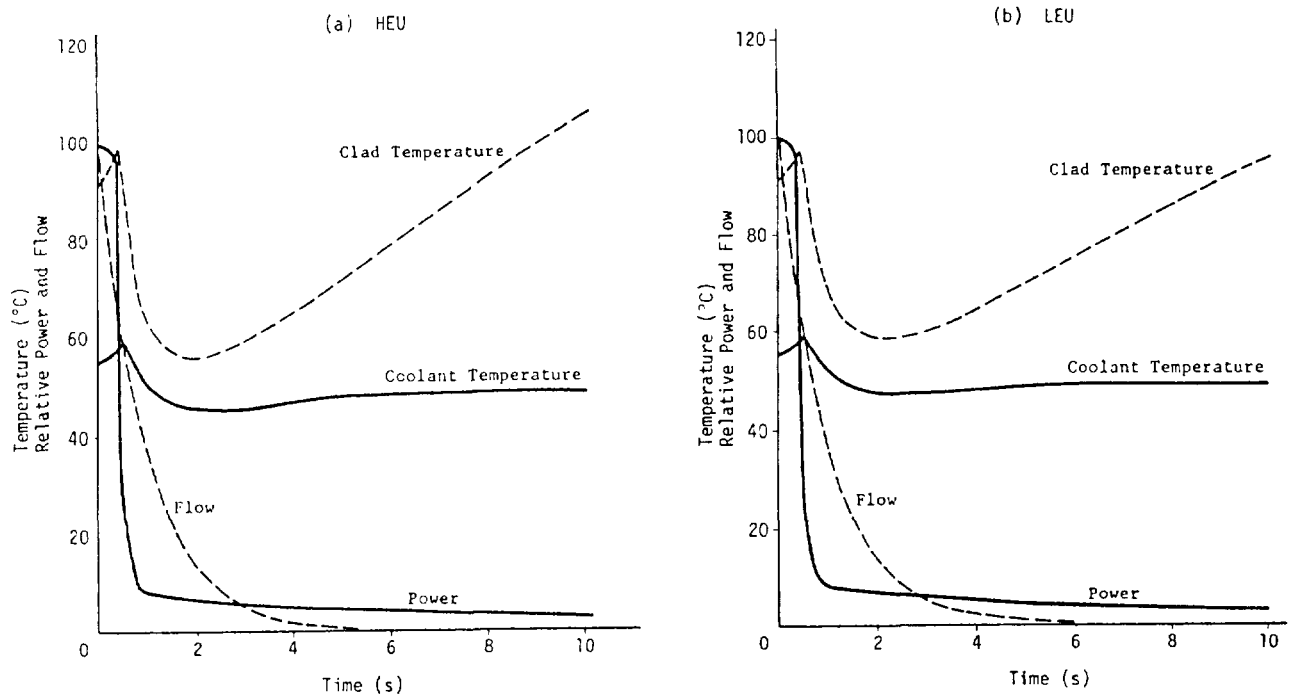 (a) HEU
120
100
80
60
40
20
0
2
4
6
8
10
Temperature (°C)
Relative Power and Flow
Time (s)
Clad Temperature
Coolant Temperature
Flow
Power
(b) LEU
120
100
80
60
40
20
0
2
4
6
8
10
Temperature (°C)
Relative Power and Flow
Time (s)
Clad Temperature
Coolant Temperature
Flow
Power